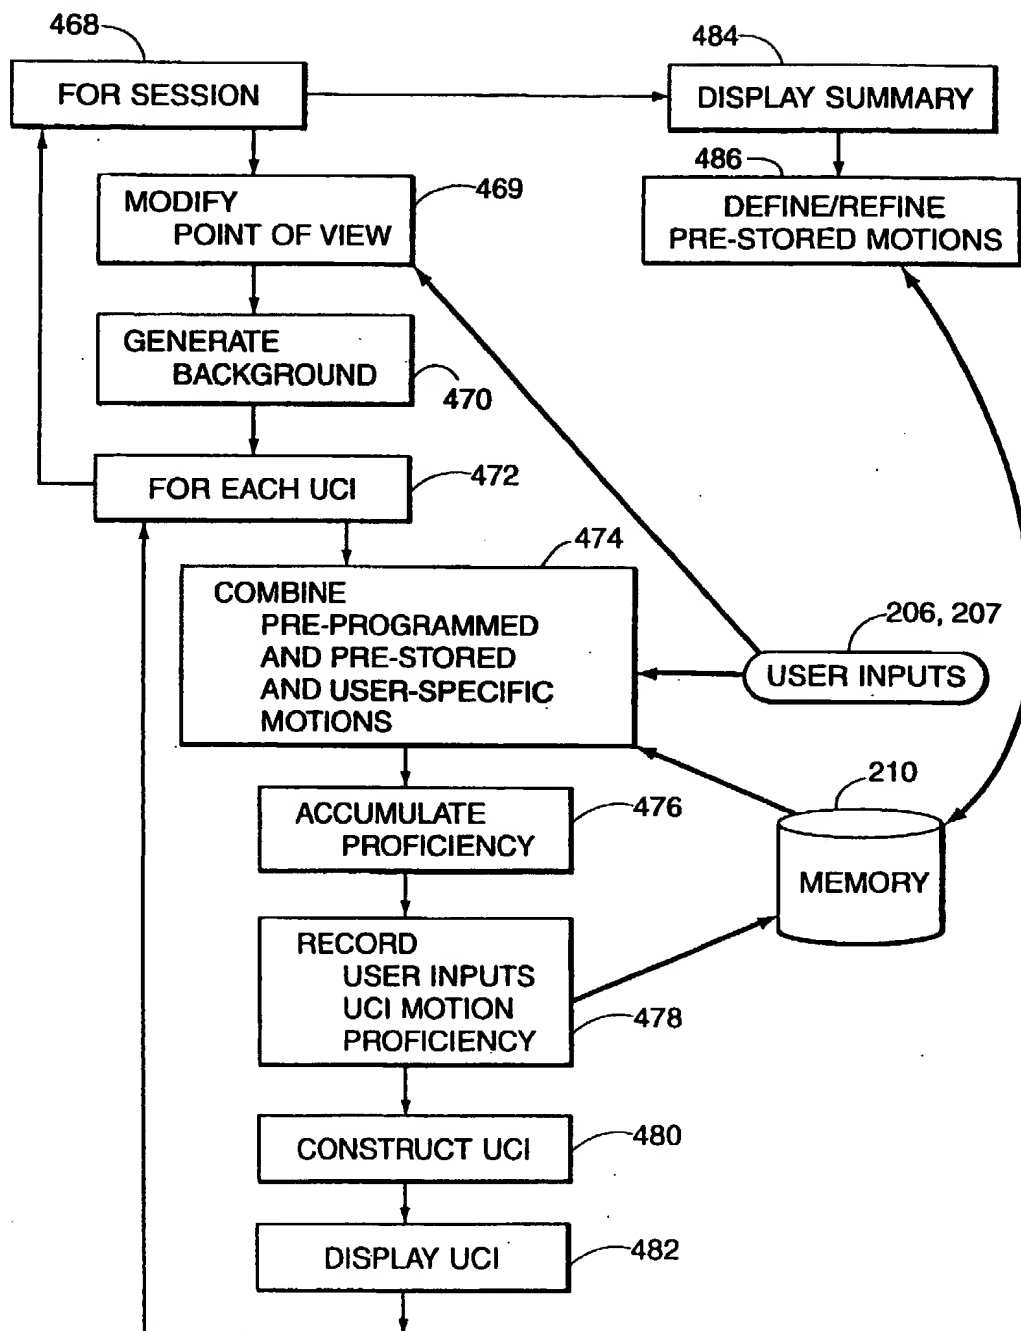 468
FOR SESSION
484
DISPLAY SUMMARY
486
DEFINE/REFINE
PRE-STORED MOTIONS
469
MODIFY
POINT OF VIEW
GENERATE
BACKGROUND
470
FOR EACH UCI
472
474
COMBINE
PRE-PROGRAMMED
AND PRE-STORED
AND USER-SPECIFIC
MOTIONS
206, 207
USER INPUTS
210
MEMORY
ACCUMULATE
PROFICIENCY
476
RECORD
USER INPUTS
UCI MOTION
PROFICIENCY
478
CONSTRUCT UCI
480
DISPLAY UCI
482